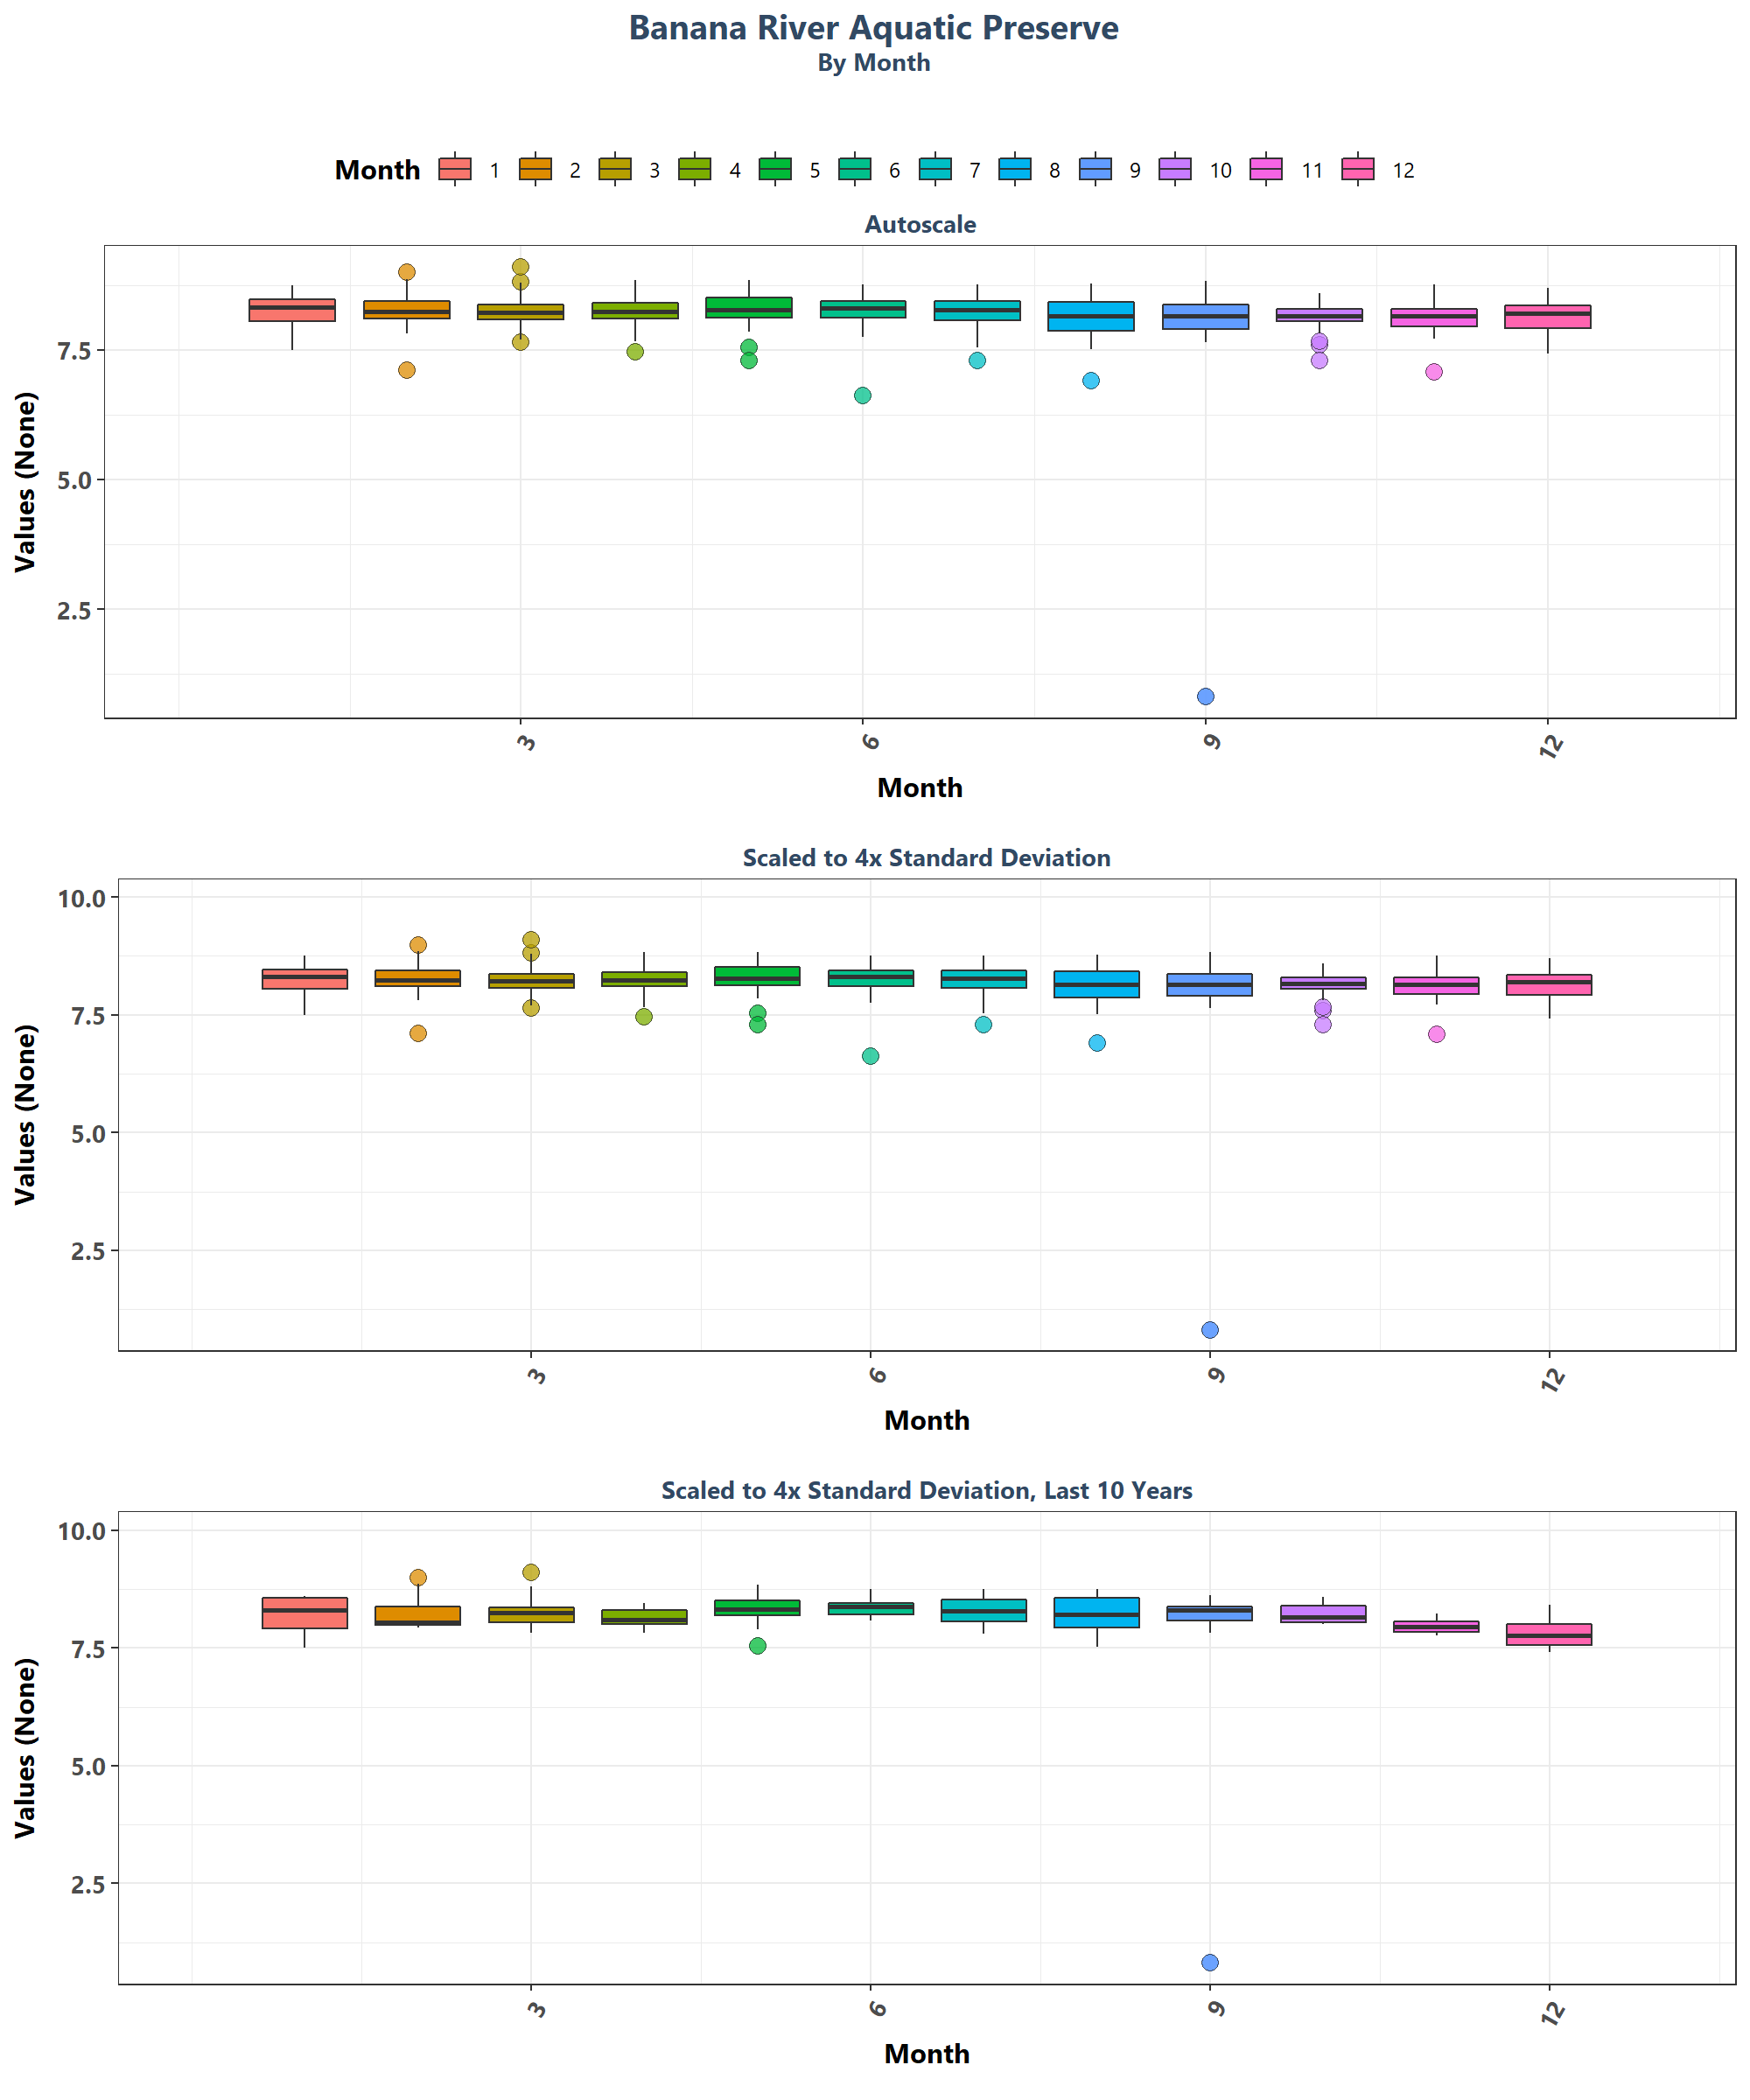 Banana River Aquatic Preserve
By Month
Month 1 2 3 4 5 6 7 8 9 10 11 12
Autoscale
Values (None)
7.5
5.0
2.5
3 6 9 12
Month
Scaled to 4x Standard Deviation
Values (None)
10.0
7.5
5.0
2.5
3 6 9 12
Month
Scaled to 4x Standard Deviation, Last 10 Years
Values (None)
10.0
7.5
5.0
2.5
3 6 9 12
Month